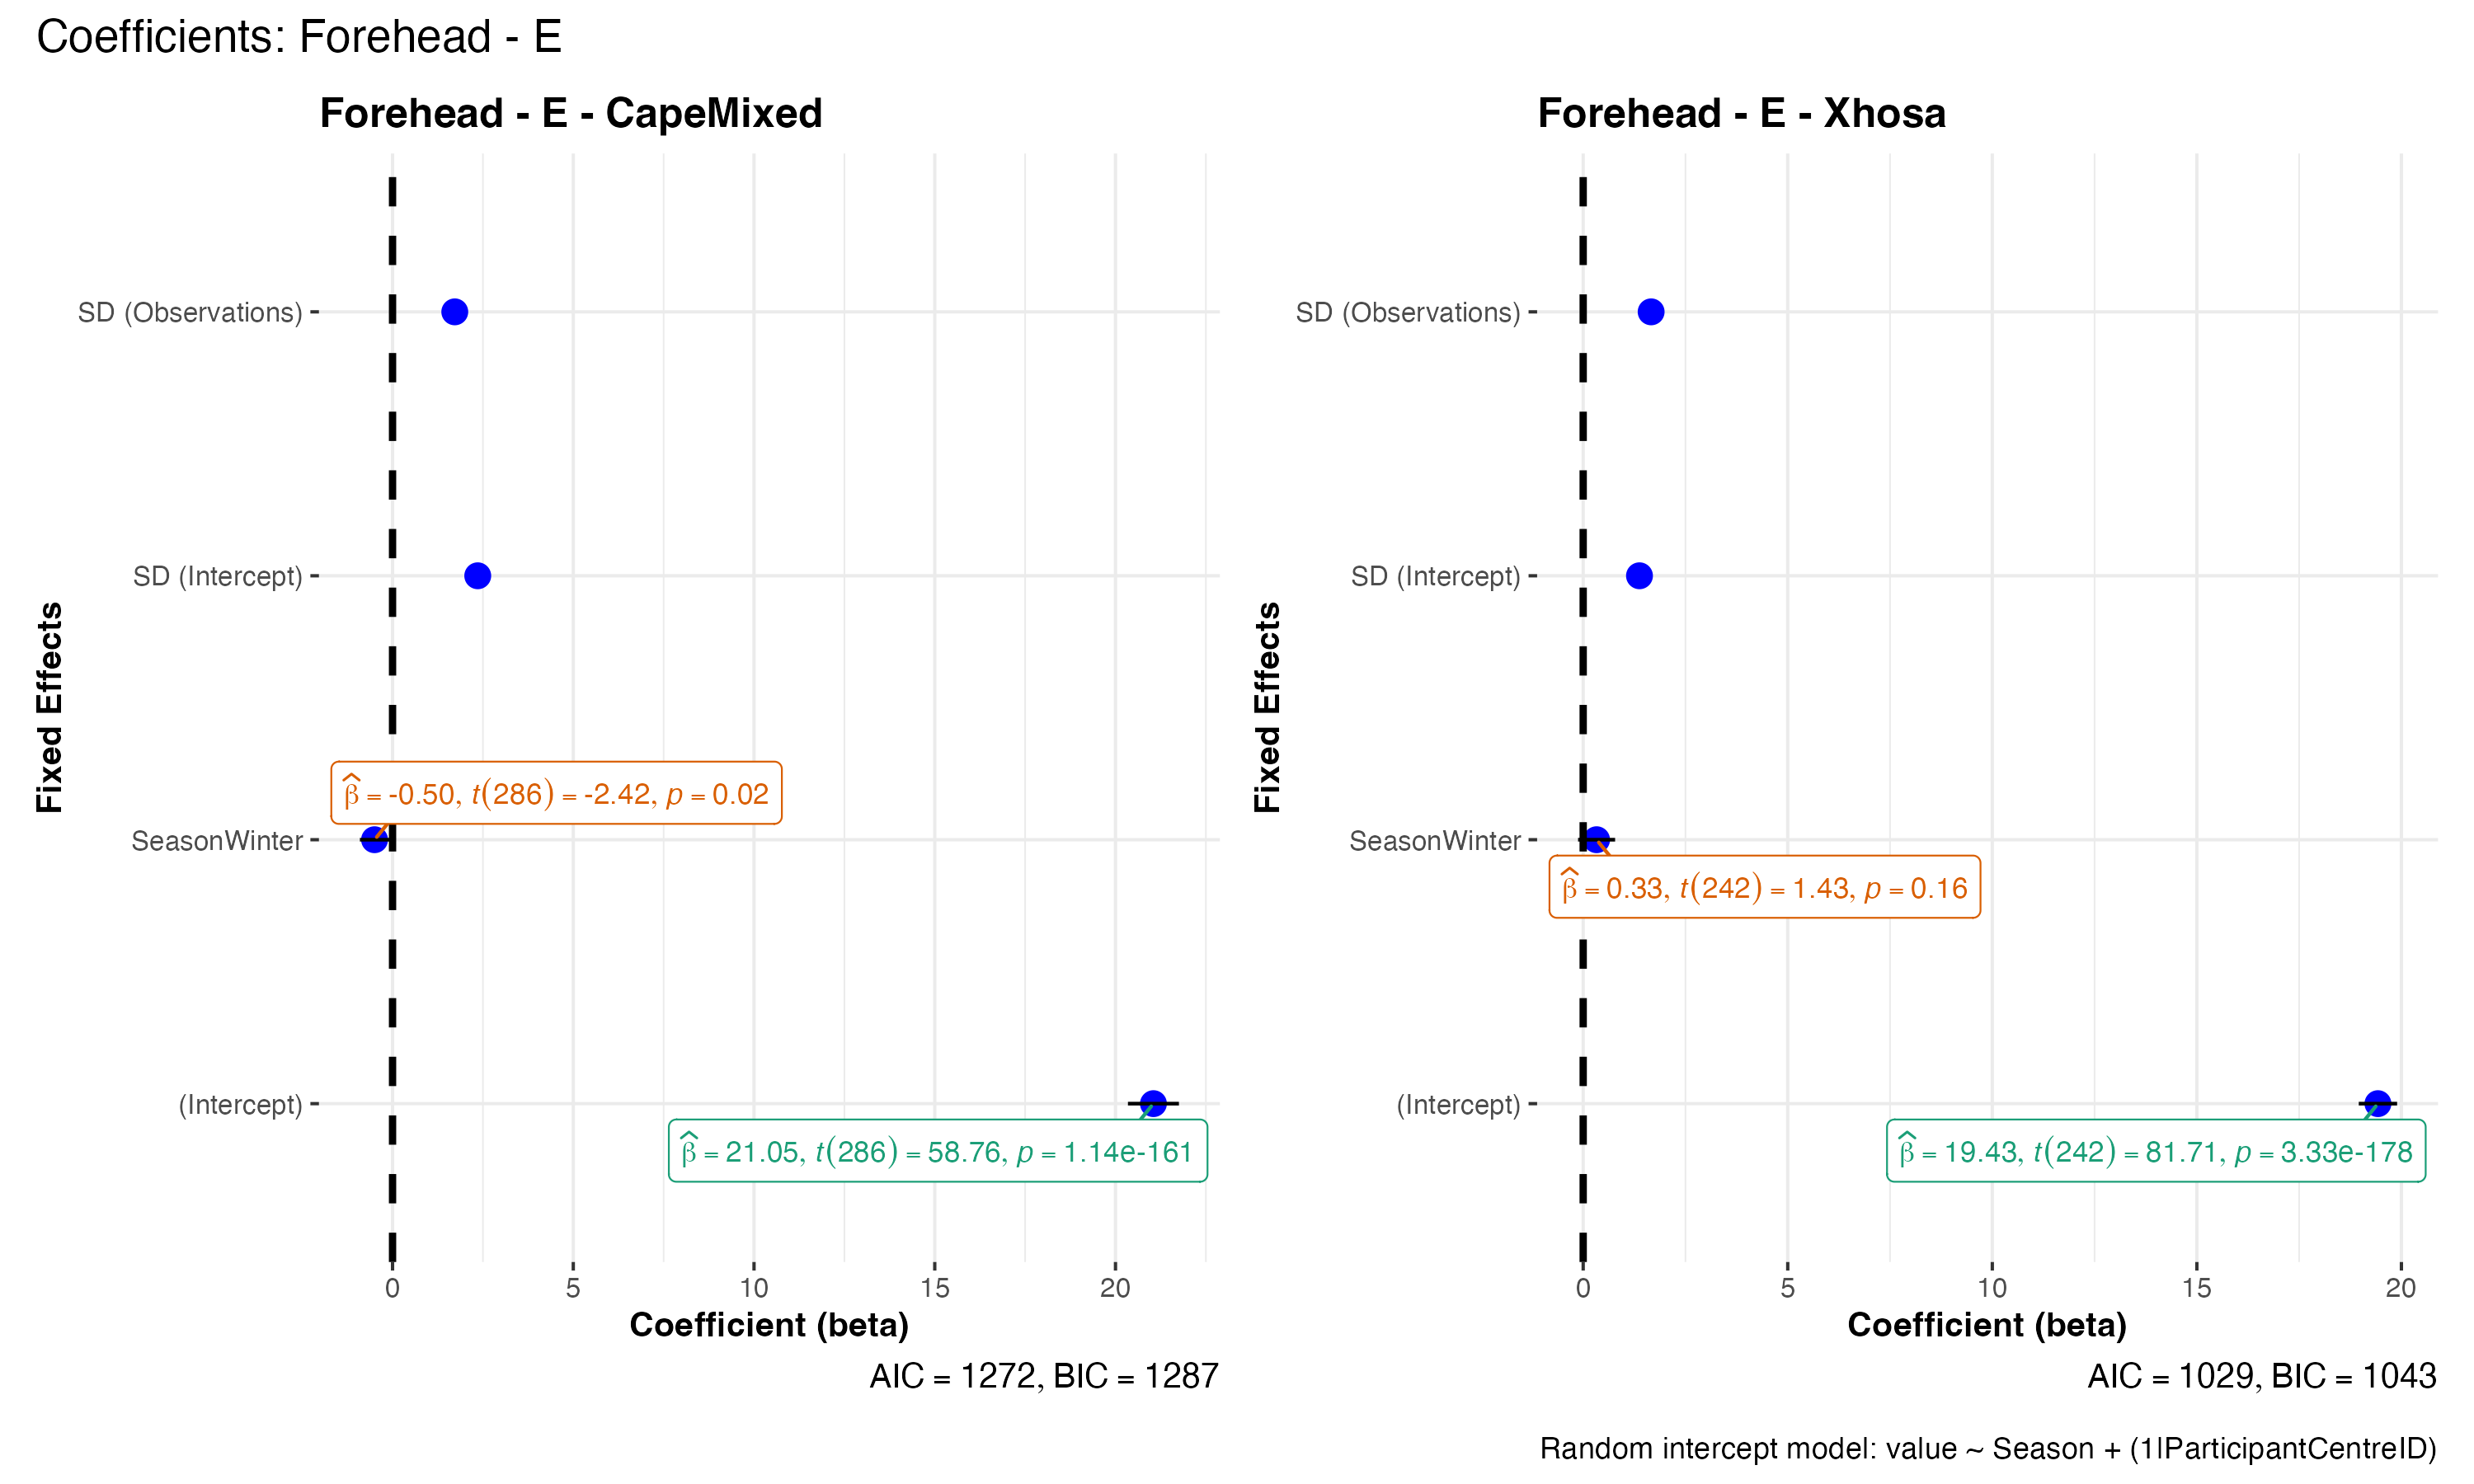 Coefficients: Forehead - E
Forehead - E - CapeMixed
Fixed Effects
SD (Observations)
SD (Intercept)
SeasonWinter
(Intercept)
β̂ = -0.50, t(286) = -2.42, p = 0.02
β̂ = 21.05, t(286) = 58.76, p = 1.14e-161
0 5 10 15 20
Coefficient (beta)
AIC = 1272, BIC = 1287
Forehead - E - Xhosa
Fixed Effects
SD (Observations)
SD (Intercept)
SeasonWinter
(Intercept)
β̂ = 0.33, t(242) = 1.43, p = 0.16
β̂ = 19.43, t(242) = 81.71, p = 3.33e-178
0 5 10 15 20
Coefficient (beta)
AIC = 1029, BIC = 1043
Random intercept model: value ~ Season + (1|ParticipantCentreID)